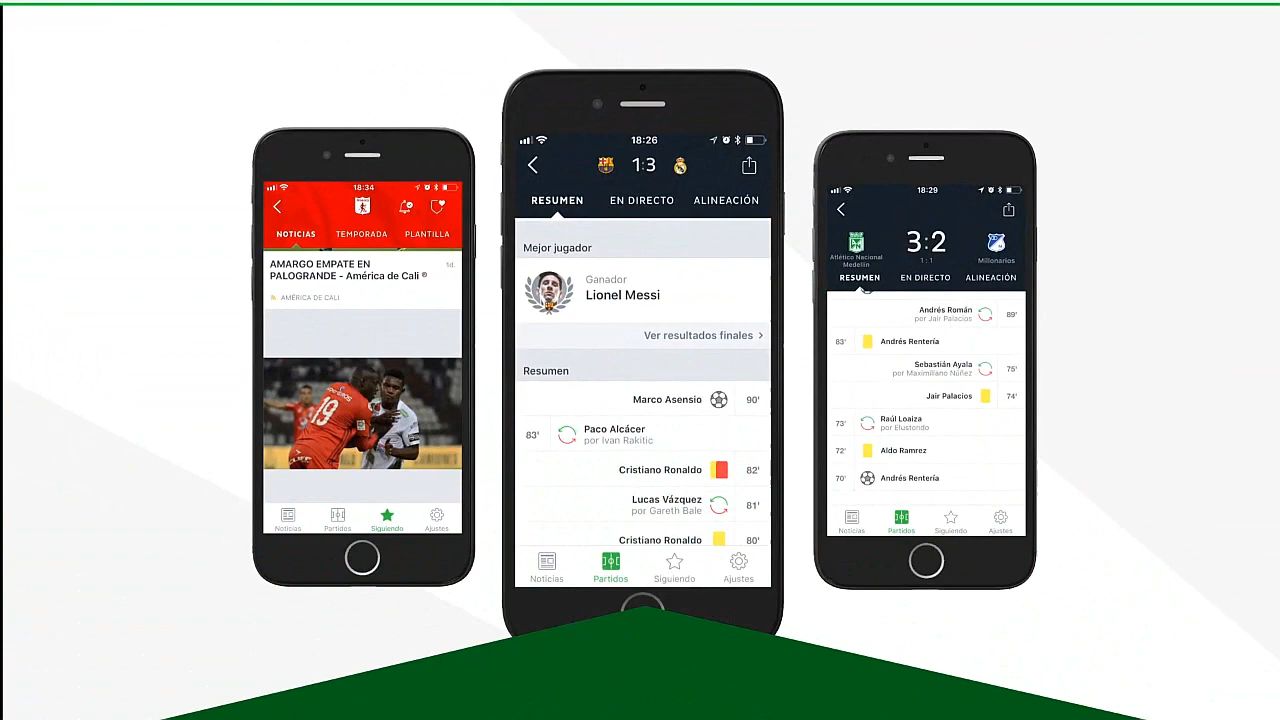 18:34
NOTICIAS TEMPORADA PLANTILLA
AMARGO EMPATE EN
PALOGRANDE - América de Cali ®
1d.
AMÉRICA DE CALI
19
Noticias Partidos Siguiendo Ajustes
18:26
1:3
RESUMEN EN DIRECTO ALINEACIÓN
Mejor jugador
Ganador
Lionel Messi
Ver resultados finales >
Resumen
Marco Asensio 90'
83' Paco Alcácer
por Ivan Rakitic
Cristiano Ronaldo 82'
Lucas Vázquez 81'
por Gareth Bale
Cristiano Ronaldo 80'
Noticias Partidos Siguiendo Ajustes
18:29
3:2
1:1
Atlético Nacional
Medellín
Millonarios
RESUMEN EN DIRECTO ALINEACIÓN
Andrés Román 89'
por Jair Palacios
83' Andrés Rentería
Sebastián Ayala 75'
por Maximiliano Núñez
Jair Palacios 74'
73' Raúl Loaiza
por Elustondo
72' Aldo Ramrez
70' Andrés Rentería
Noticias Partidos Siguiendo Ajustes